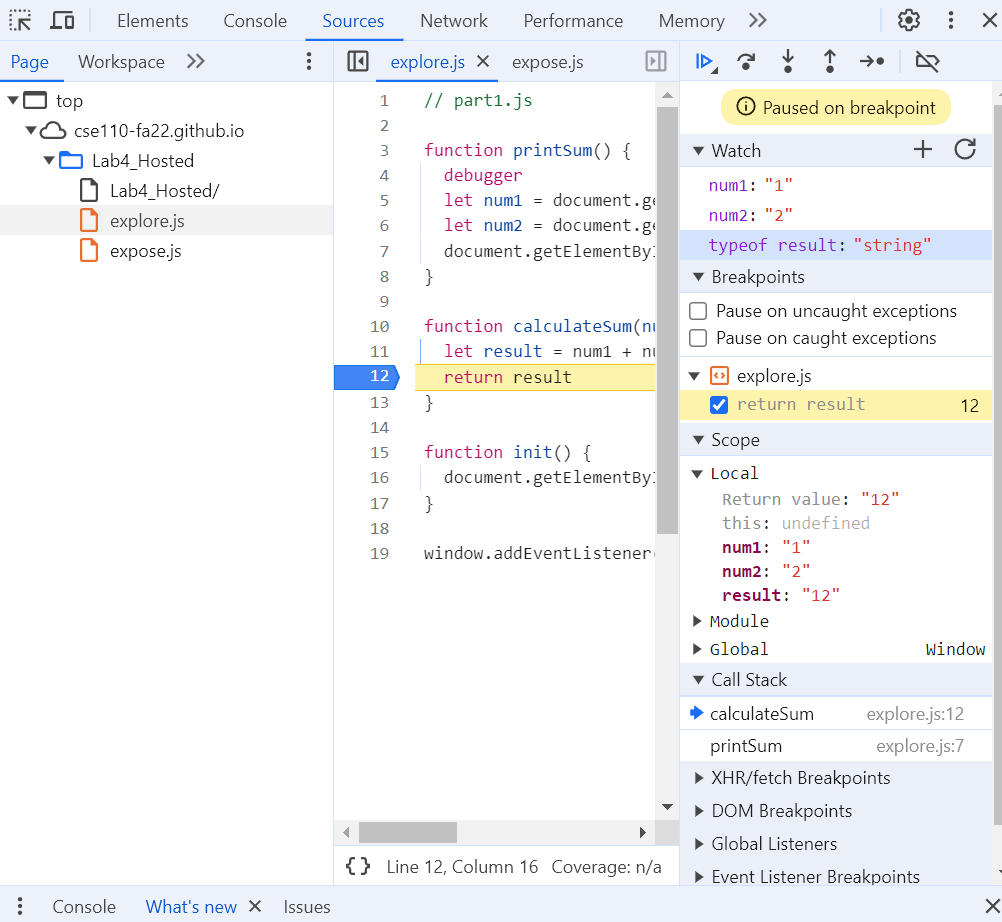 Elements Console Sources Network Performance Memory
Page Workspace
explore.js expose.js
top
cse110-fa22.github.io
Lab4_Hosted
Lab4_Hosted/
explore.js
expose.js
1 // part1.js
2
3 function printSum() {
4 debugger
5 let num1 = document.ge
6 let num2 = document.ge
7 document.getElementBy
8 }
9
10 function calculateSum(nu
11 let result = num1 + nu
12 return result
13 }
14
15 function init() {
16 document.getElementBy
17 }
18
19 window.addEventListener
{} Line 12, Column 16 Coverage: n/a
Paused on breakpoint
Watch
num1: "1"
num2: "2"
typeof result: "string"
Breakpoints
Pause on uncaught exceptions
Pause on caught exceptions
explore.js
return result 12
Scope
Local
Return value: "12"
this: undefined
num1: "1"
num2: "2"
result: "12"
Module
Global Window
Call Stack
calculateSum explore.js:12
printSum explore.js:7
XHR/fetch Breakpoints
DOM Breakpoints
Global Listeners
Event Listener Breakpoints
Console What's new Issues